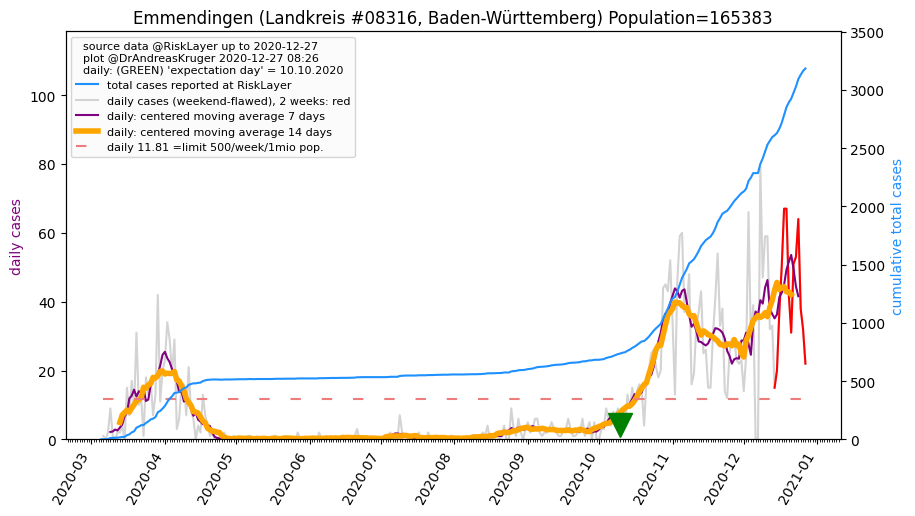 Emmendingen (Landkreis #08316, Baden-Württemberg) Population=165383
source data @RiskLayer up to 2020-12-27
plot @DrAndreasKruger 2020-12-27 08:26
daily: (GREEN) 'expectation day' = 10.10.2020
total cases reported at RiskLayer
daily cases (weekend-flawed), 2 weeks: red
daily: centered moving average 7 days
daily: centered moving average 14 days
daily 11.81 =limit 500/week/1mio pop.
daily cases
0
20
40
60
80
100
cumulative total cases
0
500
1000
1500
2000
2500
3000
3500
2020-03
2020-04
2020-05
2020-06
2020-07
2020-08
2020-09
2020-10
2020-11
2020-12
2021-01